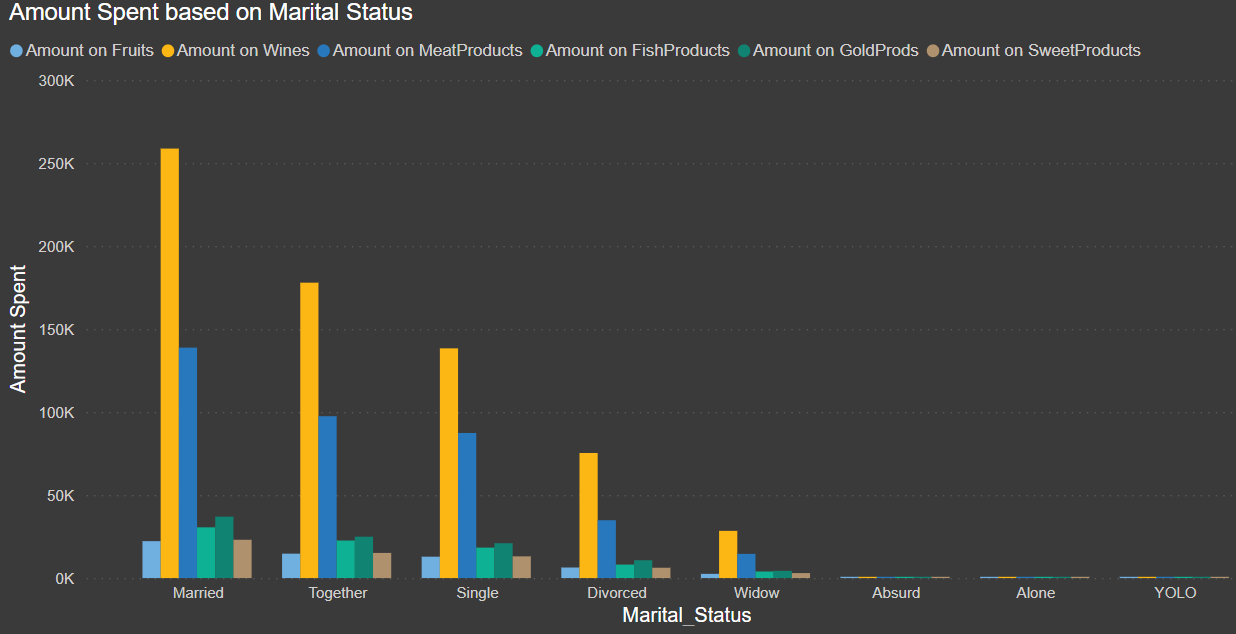 Amount Spent based on Marital Status
Amount on Fruits Amount on Wines Amount on MeatProducts Amount on FishProducts Amount on GoldProds Amount on SweetProducts
300K
250K
200K
150K
100K
50K
0K
Amount Spent
Married Together Single Divorced Widow Absurd Alone YOLO
Marital_Status